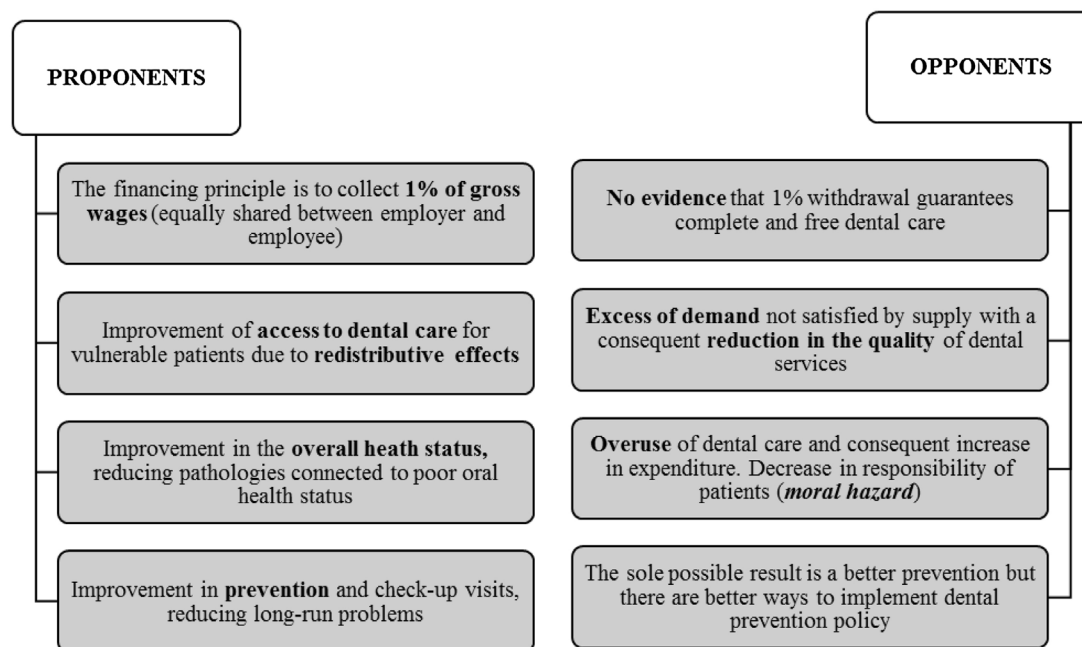 PROPONENTS
The financing principle is to collect 1% of gross
wages (equally shared between employer and
employee)
Improvement of access to dental care for
vulnerable patients due to redistributive effects
Improvement in the overall heath status,
reducing pathologies connected to poor oral
health status
Improvement in prevention and check-up visits,
reducing long-run problems
OPPONENTS
No evidence that 1% withdrawal guarantees
complete and free dental care
Excess of demand not satisfied by supply with a
consequent reduction in the quality of dental
services
Overuse of dental care and consequent increase
in expenditure. Decrease in responsibility of
patients (moral hazard)
The sole possible result is a better prevention but
there are better ways to implement dental
prevention policy